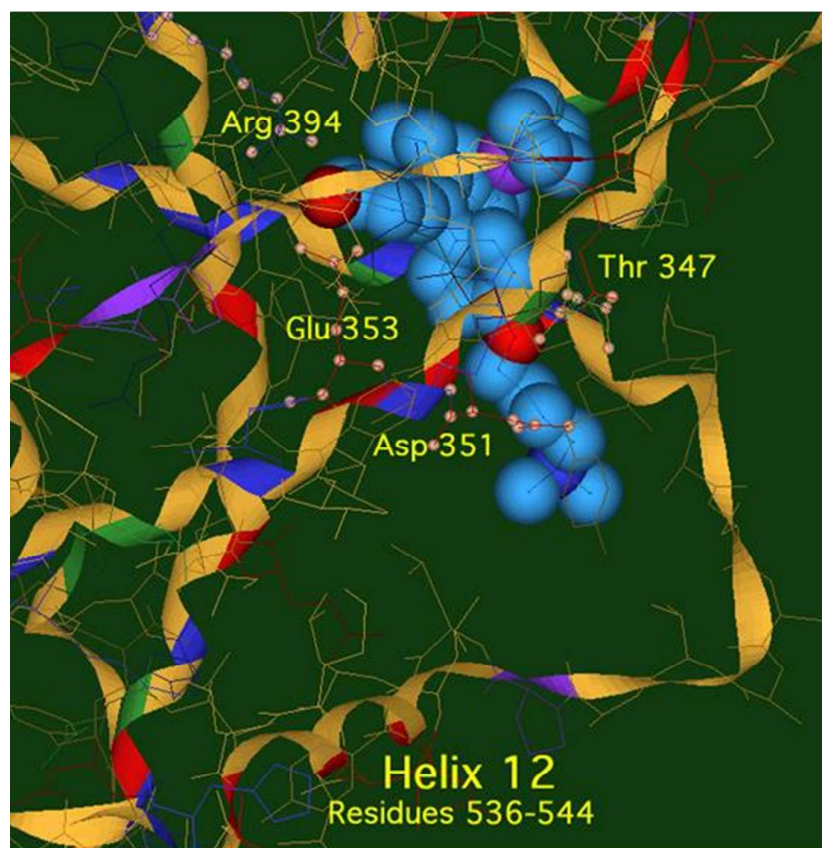 Arg 394
Thr 347
Glu 353
Asp 351
Helix 12
Residues 536-544